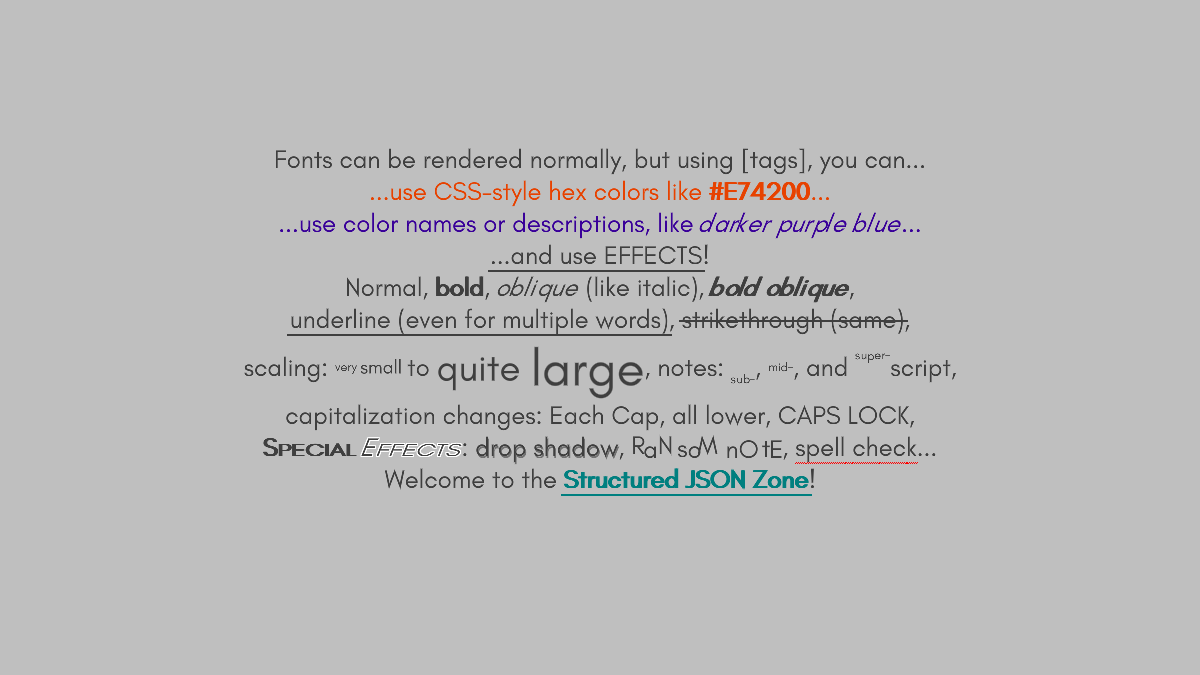 Fonts can be rendered normally, but using [tags], you can...
...use CSS-style hex colors like #E74200...
...use color names or descriptions, like darker purple blue...
...and use EFFECTS!
Normal, bold, oblique (like italic), bold oblique,
underline (even for multiple words), strikethrough (same),
scaling: very small to quite large, notes: sub-, mid-, and super-script,
capitalization changes: Each Cap, all lower, CAPS LOCK,
SPECIAL EFFECTS: drop shadow, RaNsoM nOtE, spell check...
Welcome to the Structured JSON Zone!